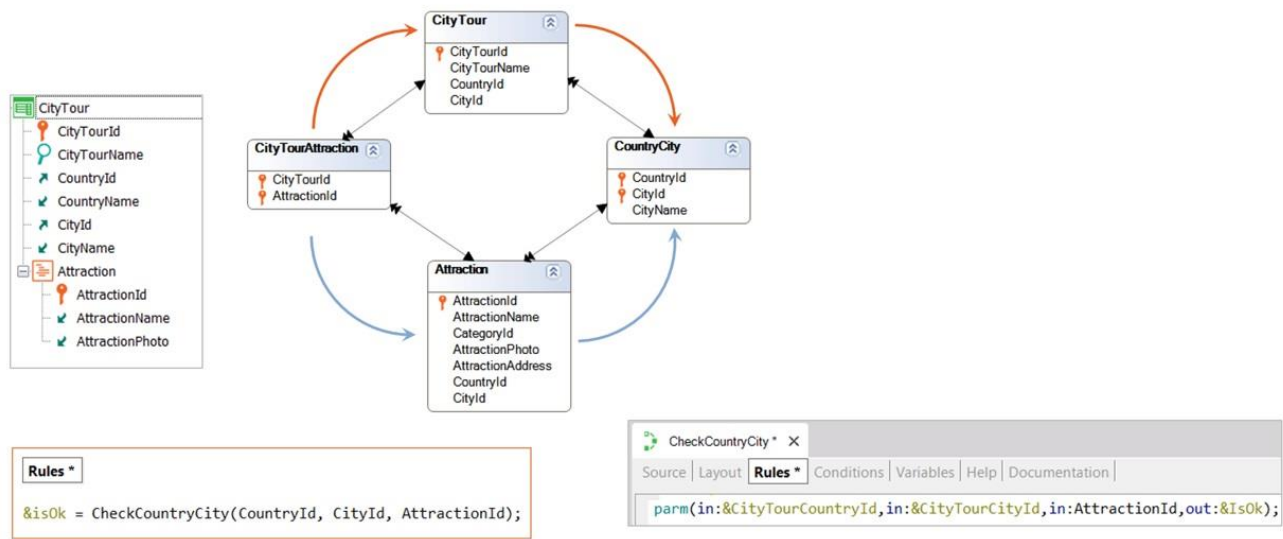 CityTour
CityTourId
CityTourName
CountryId
CityId
CityTour
CityTourId
CityTourName
CountryId
CountryName
CityId
CityName
Attraction
AttractionId
AttractionName
AttractionPhoto
CityTourAttraction
CityTourId
AttractionId
CountryCity
CountryId
CityId
CityName
Attraction
AttractionId
AttractionName
CategoryId
AttractionPhoto
AttractionAddress
CountryId
CityId
Rules *
&isOk = CheckCountryCity(CountryId, CityId, AttractionId);
CheckCountryCity * X
Source | Layout | Rules * | Conditions | Variables | Help | Documentation |
parm(in:&CityTourCountryId,in:&CityTourCityId,in:AttractionId,out:&IsOk);